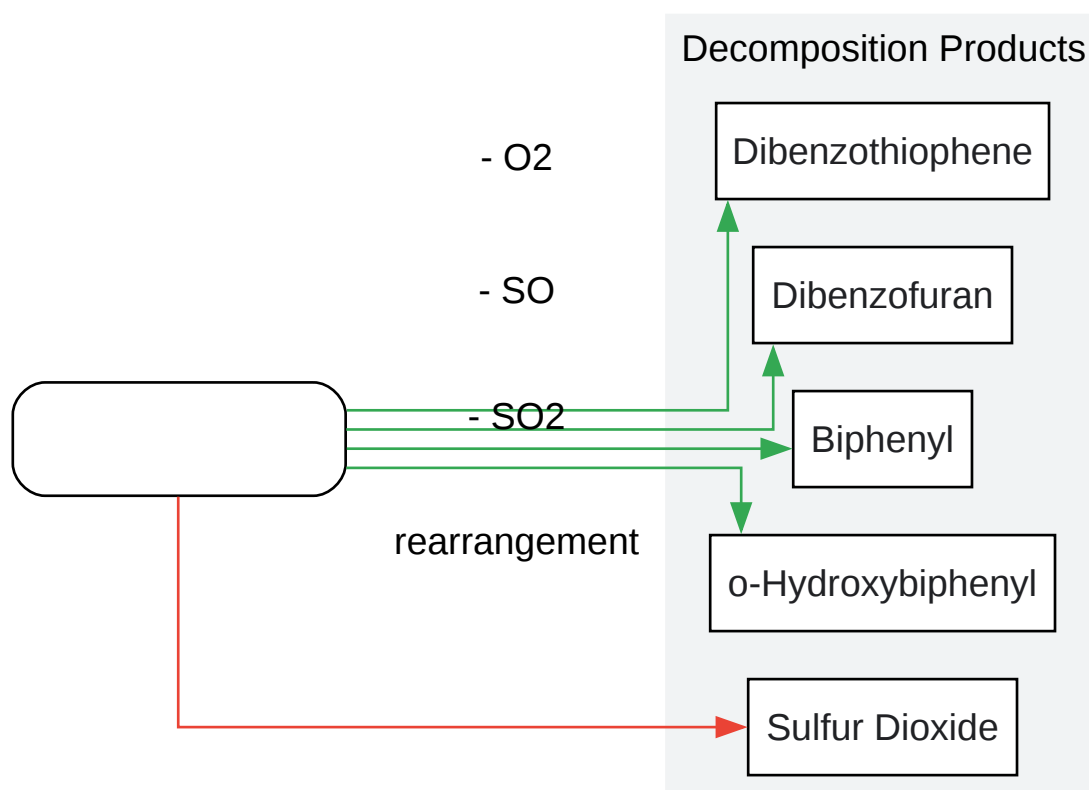 Decomposition Products
- O2
Dibenzothiophene
- SO
Dibenzofuran
- SO2
Biphenyl
rearrangement
o-Hydroxybiphenyl
Sulfur Dioxide